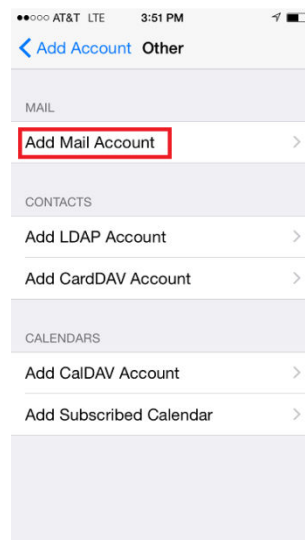 ●●○○○ AT&T LTE 3:51 PM
Add Account Other
MAIL
Add Mail Account
CONTACTS
Add LDAP Account
Add CardDAV Account
CALENDARS
Add CalDAV Account
Add Subscribed Calendar